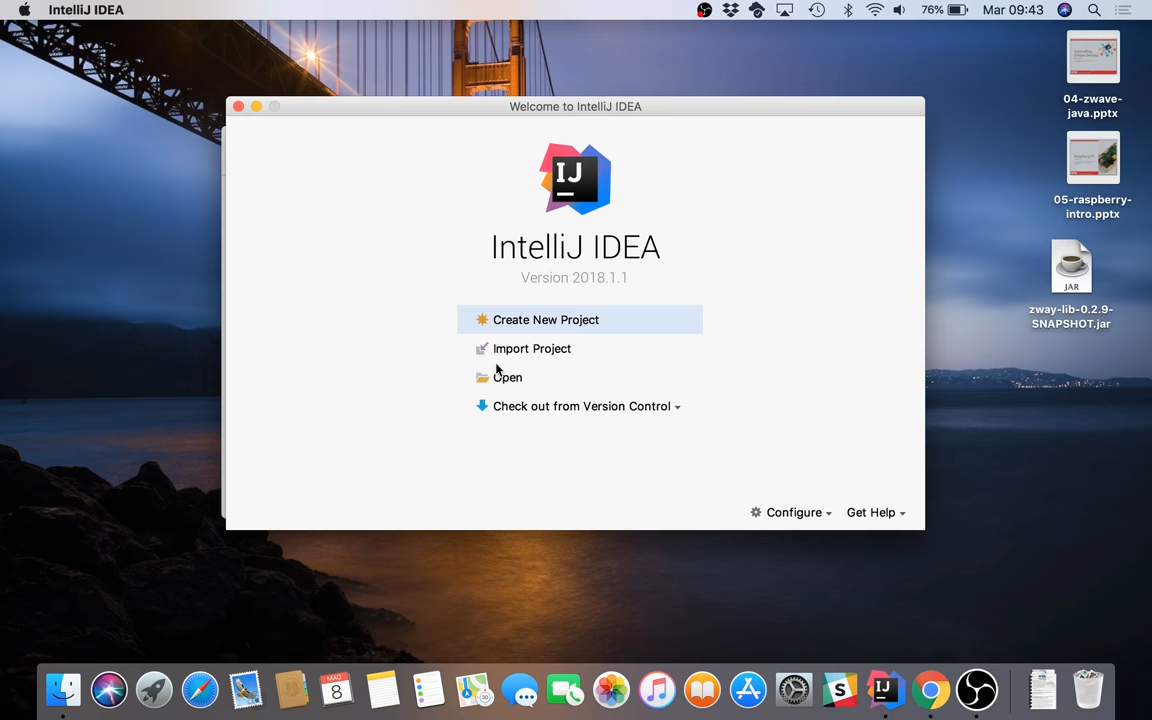 IntelliJ IDEA
76%
Mar 09:43
Welcome to IntelliJ IDEA
IJ
IntelliJ IDEA
Version 2018.1.1
Create New Project
Import Project
Open
Check out from Version Control
Configure
Get Help
04-zwave-
java.pptx
05-raspberry-
intro.pptx
JAR
zway-lib-0.2.9-
SNAPSHOT.jar
MAG
8
S
IJ